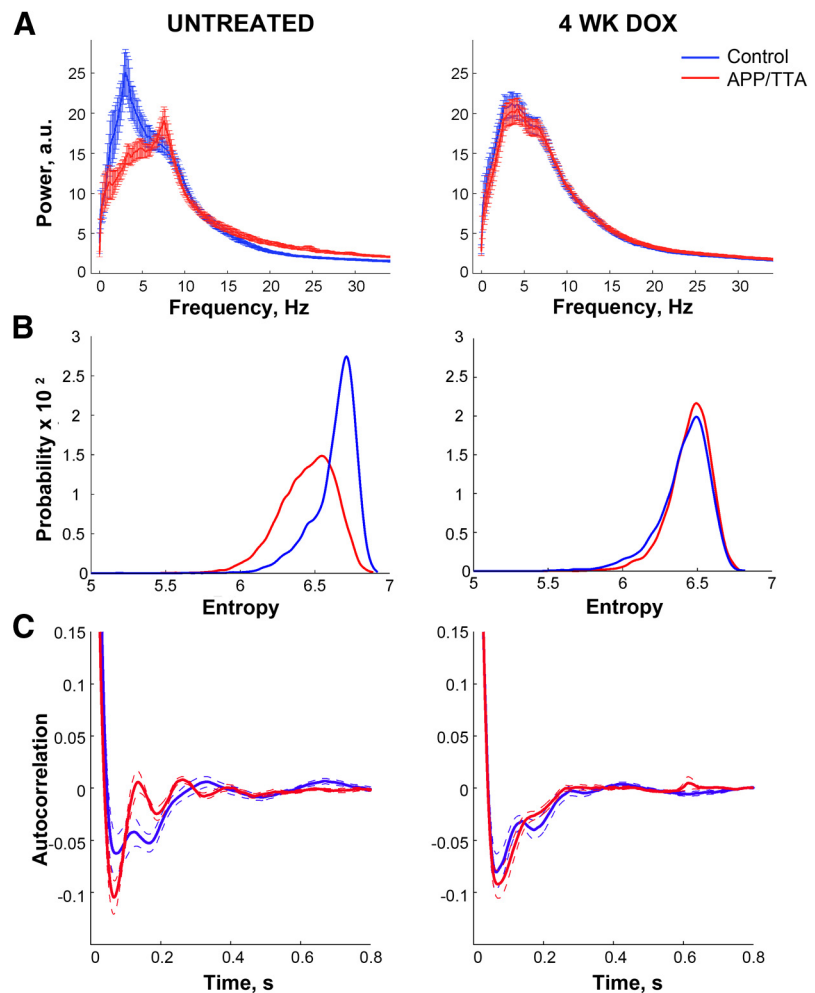 A
UNTREATED
4 WK DOX
Control
APP/TTA
Power, a.u.
25
20
15
10
5
0
0 5 10 15 20 25 30
Frequency, Hz
25
20
15
10
5
0
0 5 10 15 20 25 30
Frequency, Hz
B
Probability x 10 2
3
2.5
2
1.5
1
0.5
0
5 5.5 6 6.5 7
Entropy
3
2.5
2
1.5
1
0.5
0
5 5.5 6 6.5 7
Entropy
C
Autocorrelation
0.15
0.1
0.05
0
-0.05
-0.1
0 0.2 0.4 0.6 0.8
Time, s
0.15
0.1
0.05
0
-0.05
-0.1
0 0.2 0.4 0.6 0.8
Time, s